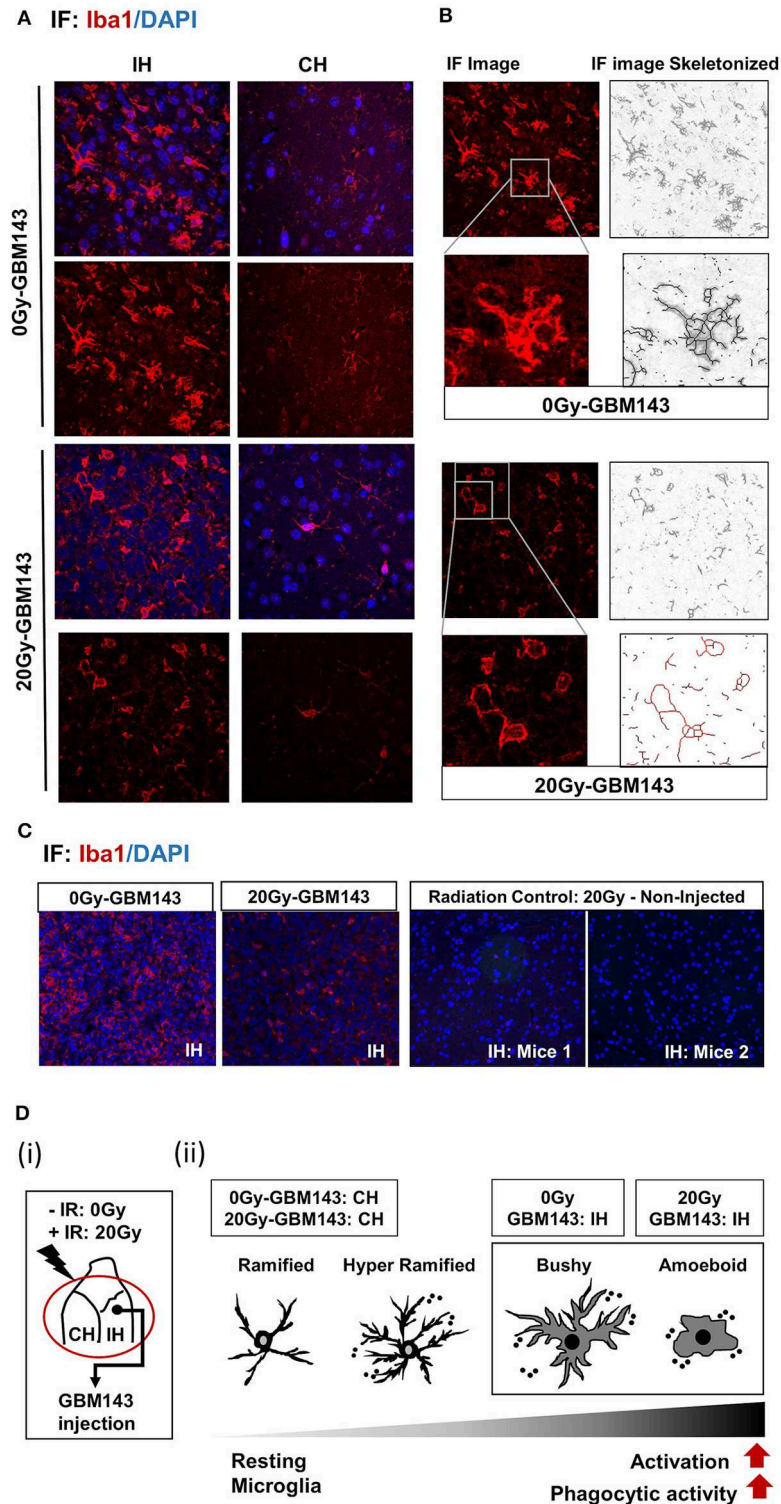 A IF: Iba1/DAPI
IH CH
0Gy-GBM143
20Gy-GBM143
B
IF Image IF image Skeletonized
0Gy-GBM143
20Gy-GBM143
C
IF: Iba1/DAPI
0Gy-GBM143 20Gy-GBM143 Radiation Control: 20Gy - Non-Injected
IH IH IH: Mice 1 IH: Mice 2
D
(i)
- IR: 0Gy
+ IR: 20Gy
CH IH
GBM143
injection
(ii)
0Gy-GBM143: CH
20Gy-GBM143: CH
0Gy
GBM143: IH
20Gy
GBM143: IH
Ramified Hyper Ramified Bushy Amoeboid
Resting
Microglia
Activation
Phagocytic activity